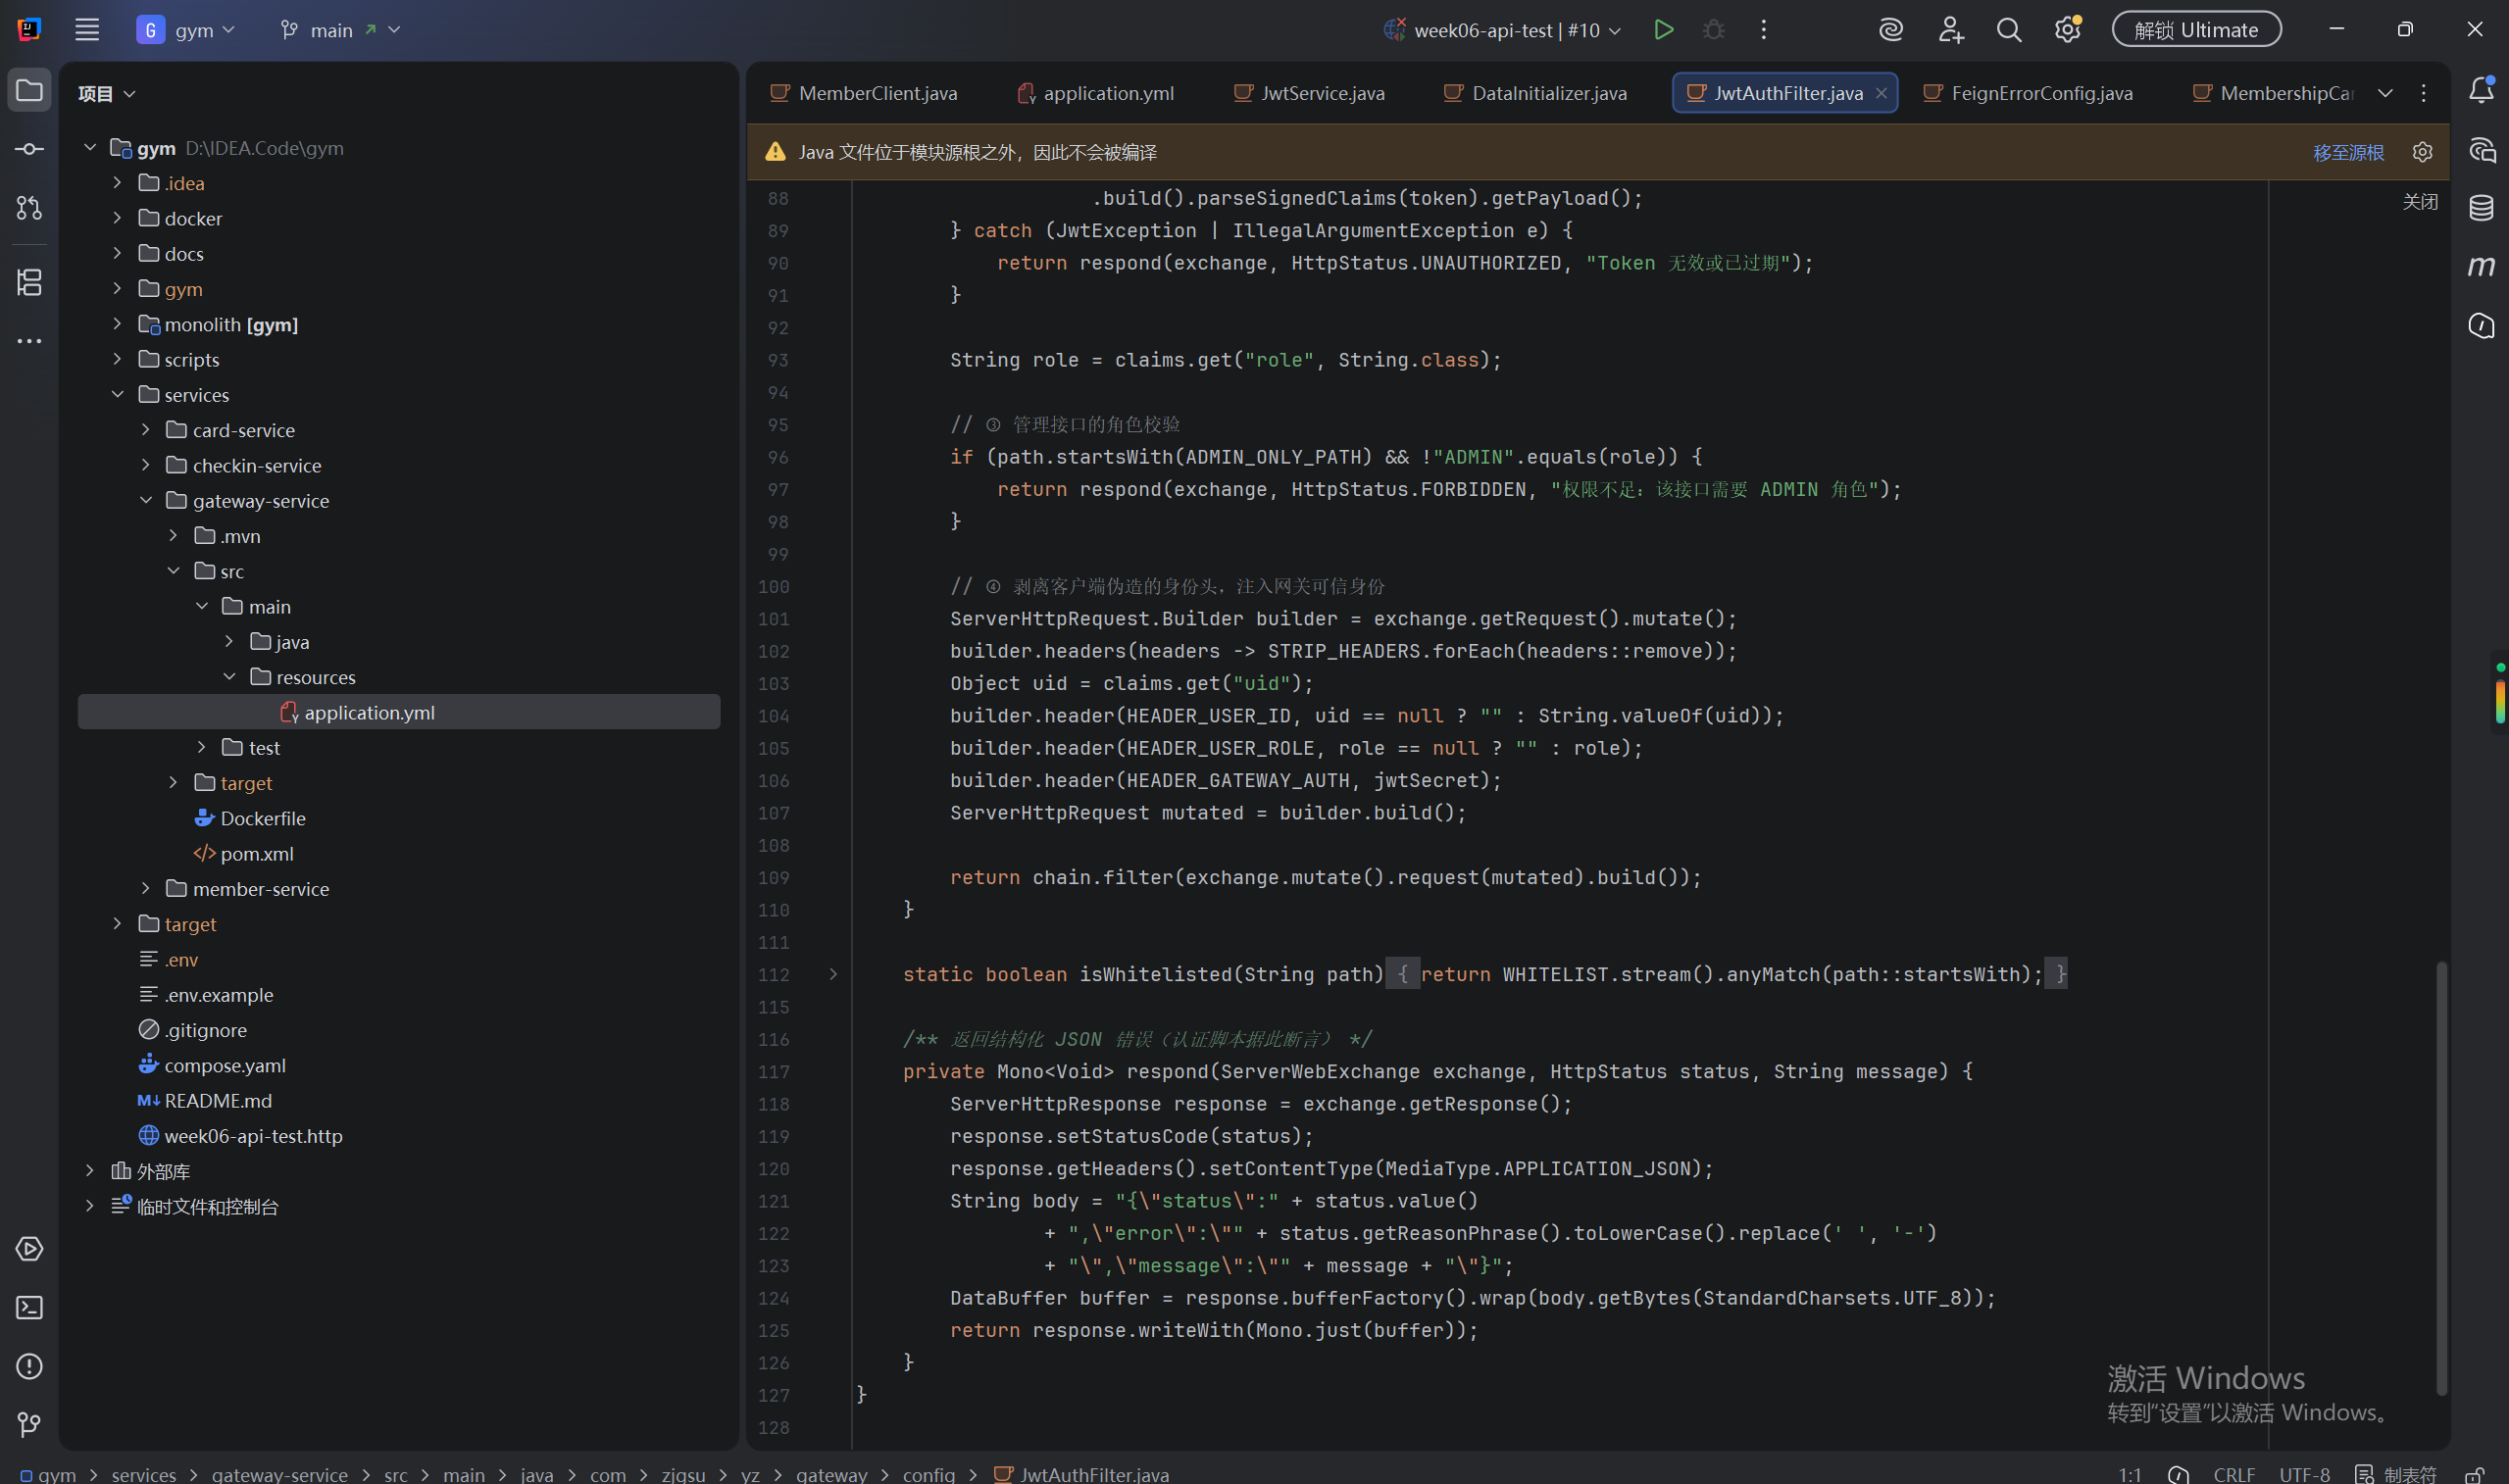 G gym main week06-api-test | #10 解锁 Ultimate
项目
gym D:\IDEA.Code\gym
.idea
docker
docs
gym
monolith [gym]
scripts
services
card-service
checkin-service
gateway-service
.mvn
src
main
java
resources
application.yml
test
target
Dockerfile
pom.xml
member-service
target
.env
.env.example
.gitignore
compose.yaml
README.md
week06-api-test.http
外部库
临时文件和控制台
MemberClient.java application.yml JwtService.java DataInitializer.java JwtAuthFilter.java FeignErrorConfig.java MembershipCar
Java 文件位于模块源根之外，因此不会被编译 移至源根
关闭
88 .build().parseSignedClaims(token).getPayload();
89 } catch (JwtException | IllegalArgumentException e) {
90 return respond(exchange, HttpStatus.UNAUTHORIZED, "Token 无效或已过期");
91 }
92
93 String role = claims.get("role", String.class);
94
95 // ③ 管理接口的角色校验
96 if (path.startsWith(ADMIN_ONLY_PATH) && !"ADMIN".equals(role)) {
97 return respond(exchange, HttpStatus.FORBIDDEN, "权限不足：该接口需要 ADMIN 角色");
98 }
99
100 // ④ 剥离客户端伪造的身份头，注入网关可信身份
101 ServerHttpRequest.Builder builder = exchange.getRequest().mutate();
102 builder.headers(headers -> STRIP_HEADERS.forEach(headers::remove));
103 Object uid = claims.get("uid");
104 builder.header(HEADER_USER_ID, uid == null ? "" : String.valueOf(uid));
105 builder.header(HEADER_USER_ROLE, role == null ? "" : role);
106 builder.header(HEADER_GATEWAY_AUTH, jwtSecret);
107 ServerHttpRequest mutated = builder.build();
108
109 return chain.filter(exchange.mutate().request(mutated).build());
110 }
111
112 static boolean isWhitelisted(String path) { return WHITELIST.stream().anyMatch(path::startsWith); }
115
116 /** 返回结构化 JSON 错误（认证脚本据此断言） */
117 private Mono<Void> respond(ServerWebExchange exchange, HttpStatus status, String message) {
118 ServerHttpResponse response = exchange.getResponse();
119 response.setStatusCode(status);
120 response.getHeaders().setContentType(MediaType.APPLICATION_JSON);
121 String body = "{\"status\":" + status.value()
122 + ",\"error\":\"" + status.getReasonPhrase().toLowerCase().replace(' ', '-')
123 + "\",\"message\":\"" + message + "\"}";
124 DataBuffer buffer = response.bufferFactory().wrap(body.getBytes(StandardCharsets.UTF_8));
125 return response.writeWith(Mono.just(buffer));
126 }
127 }
128
激活 Windows
转到“设置”以激活 Windows。
gym > services > gateway-service > src > main > java > com > zjgsu > yz > gateway > config > JwtAuthFilter.java 1:1 CRLF UTF-8 制表符